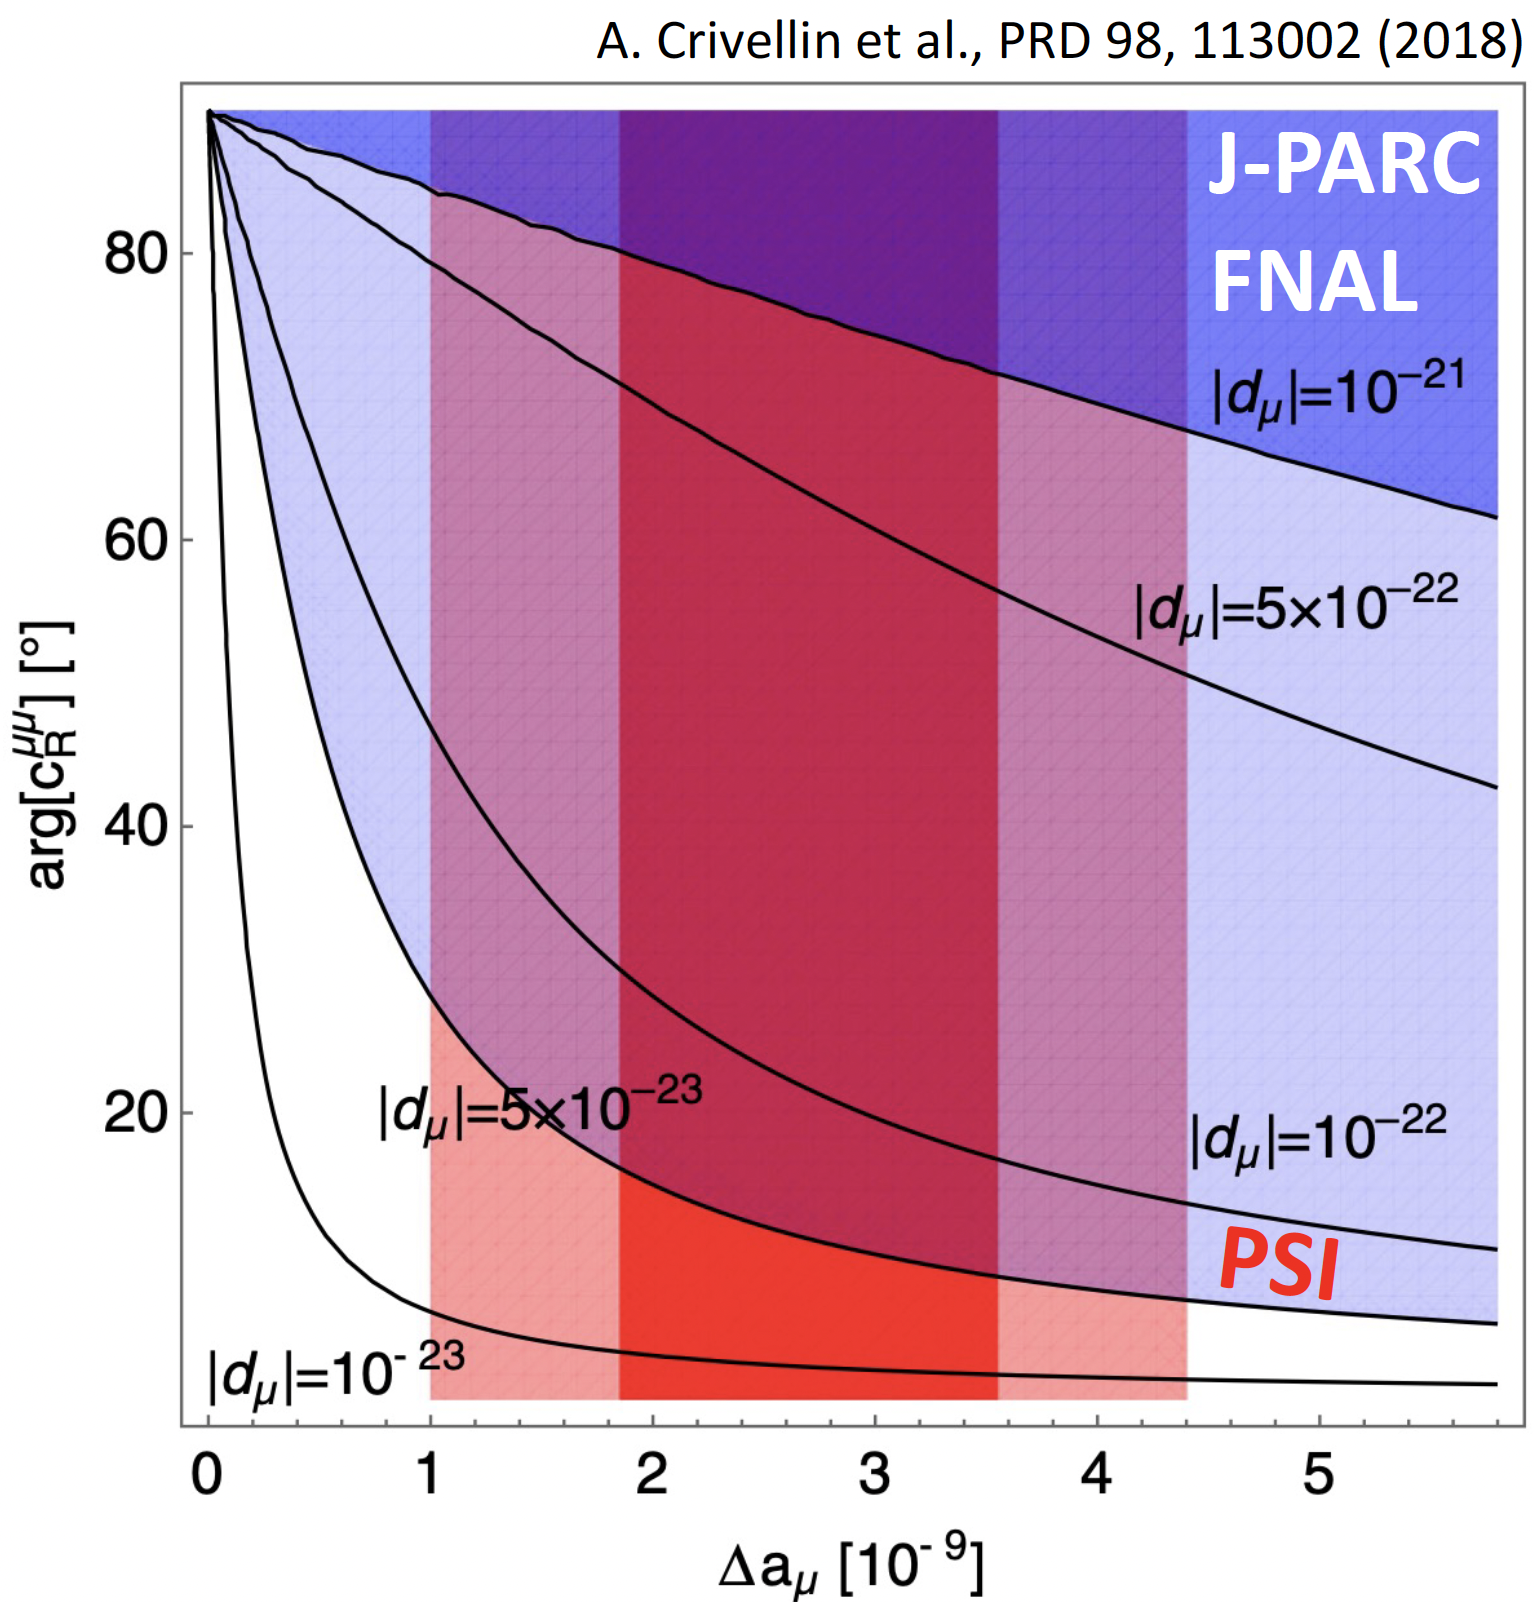 A. Crivellin et al., PRD 98, 113002 (2018)
J-PARC
FNAL
|dμ|=10⁻²¹
|dμ|=5×10⁻²²
|dμ|=5×10⁻²³
|dμ|=10⁻²²
PSI
|dμ|=10⁻²³
80
60
40
20
arg[c_R^μμ] [°]
0 1 2 3 4 5
Δaμ [10⁻⁹]